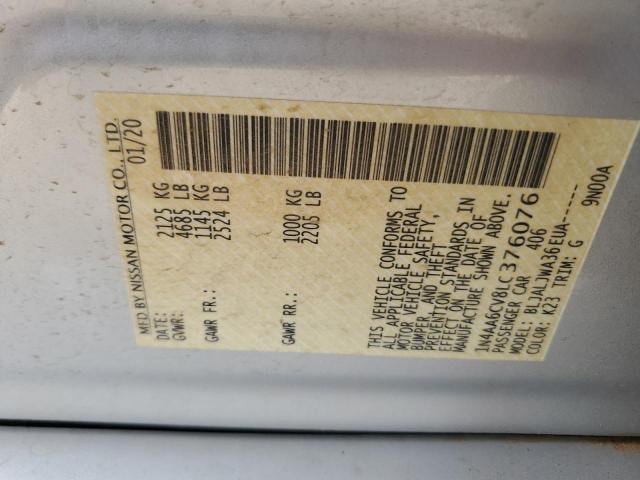 MFD BY NISSAN MOTOR CO., LTD.
DATE: 01/20
GVWR: 2125 KG
4685 LB
GAWR FR.: 1145 KG
2524 LB
GAWR RR.: 1000 KG
2205 LB
THIS VEHICLE CONFORMS TO
ALL APPLICABLE FEDERAL
MOTOR VEHICLE SAFETY,
BUMPER, AND THEFT
PREVENTION STANDARDS IN
EFFECT ON THE DATE OF
MANUFACTURE SHOWN ABOVE.
1N4AA6CV8LC376076
PASSENGER CAR 406
MODEL: BLJALJWA36EUA-----
COLOR: K23 TRIM: G 9N00A